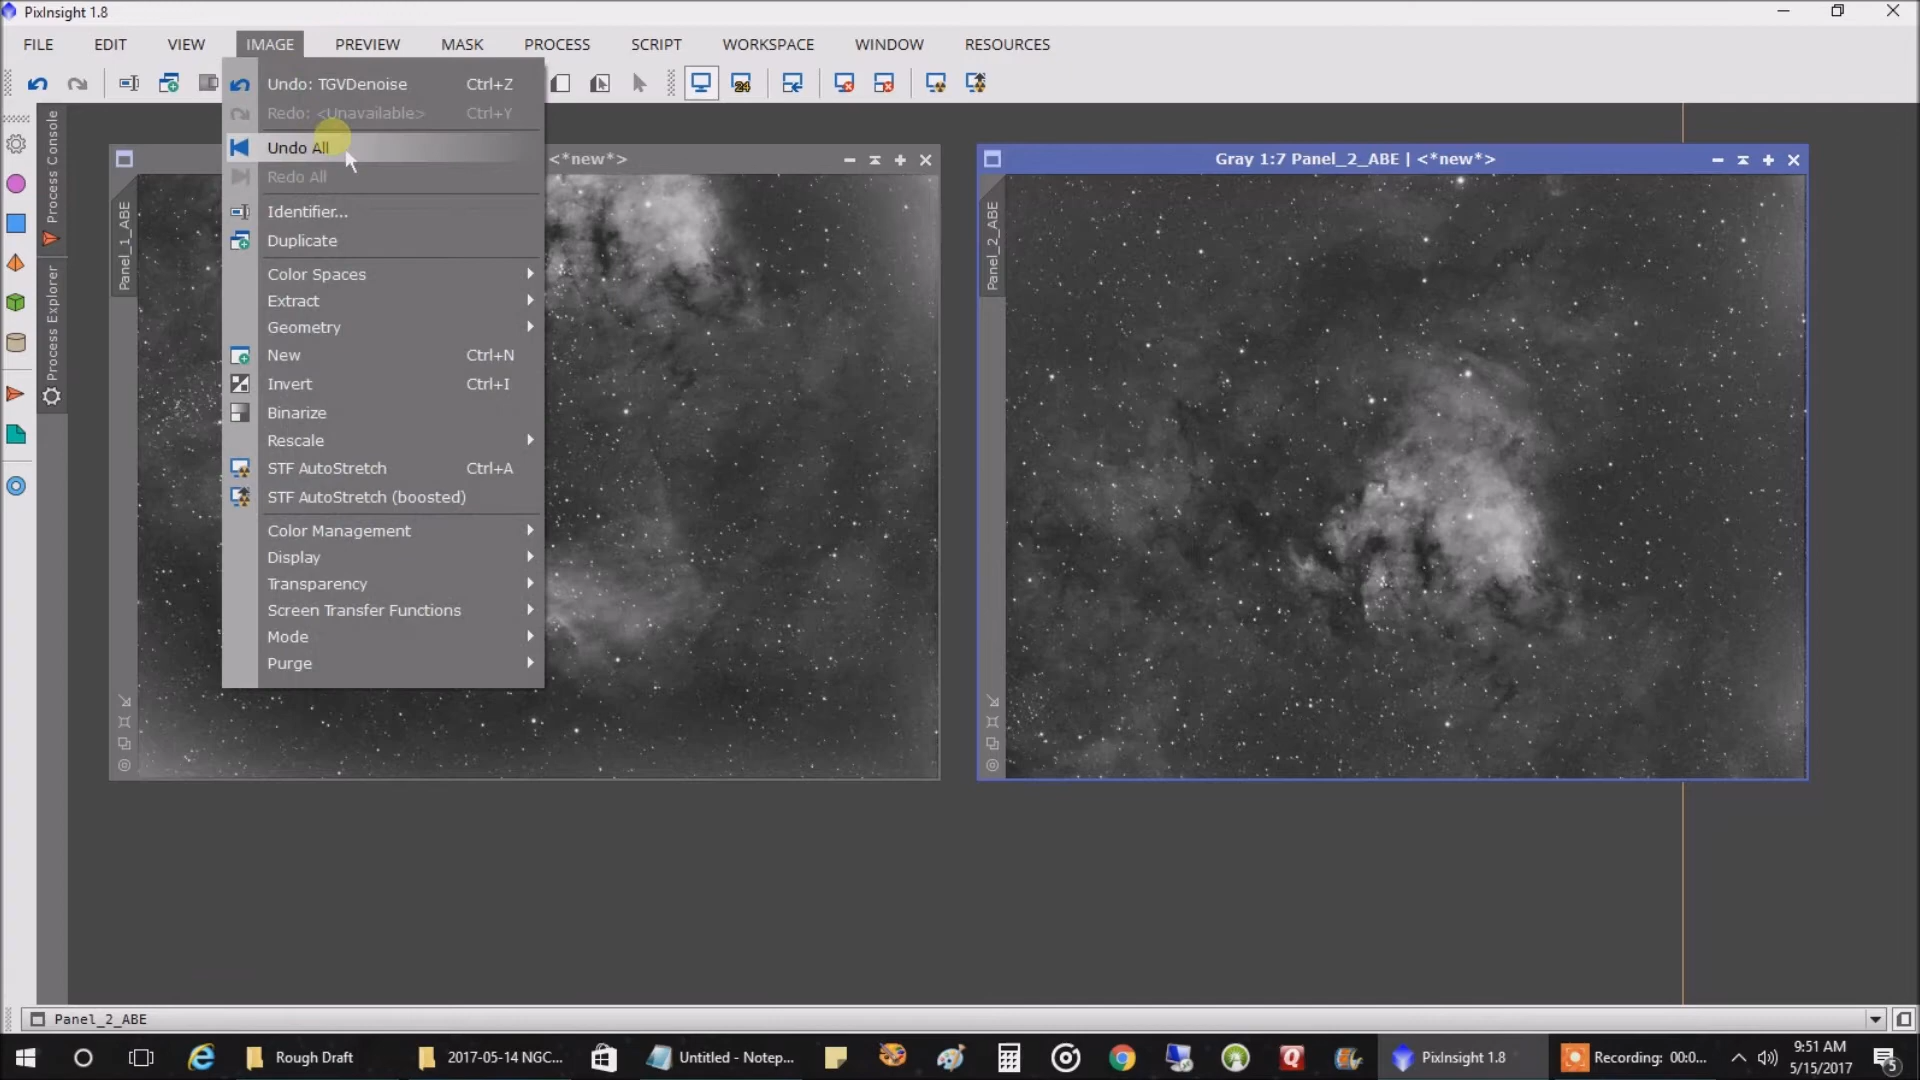 PixInsight 1.8
FILE EDIT VIEW IMAGE PREVIEW MASK PROCESS SCRIPT WORKSPACE WINDOW RESOURCES
24
Undo: TGVDenoise Ctrl+Z
Redo: <Unavailable> Ctrl+Y
Undo All
Redo All
Identifier...
Duplicate
Color Spaces
Extract
Geometry
New Ctrl+N
Invert Ctrl+I
Binarize
Rescale
STF AutoStretch Ctrl+A
STF AutoStretch (boosted)
Color Management
Display
Transparency
Screen Transfer Functions
Mode
Purge
Process Console
Process Explorer
<*new*>
Panel_1_ABE
Gray 1:7 Panel_2_ABE | <*new*>
Panel_2_ABE
Panel_2_ABE
Rough Draft
2017-05-14 NGC...
Untitled - Notep...
PixInsight 1.8
Recording: 00:0...
9:51 AM
5/15/2017
5